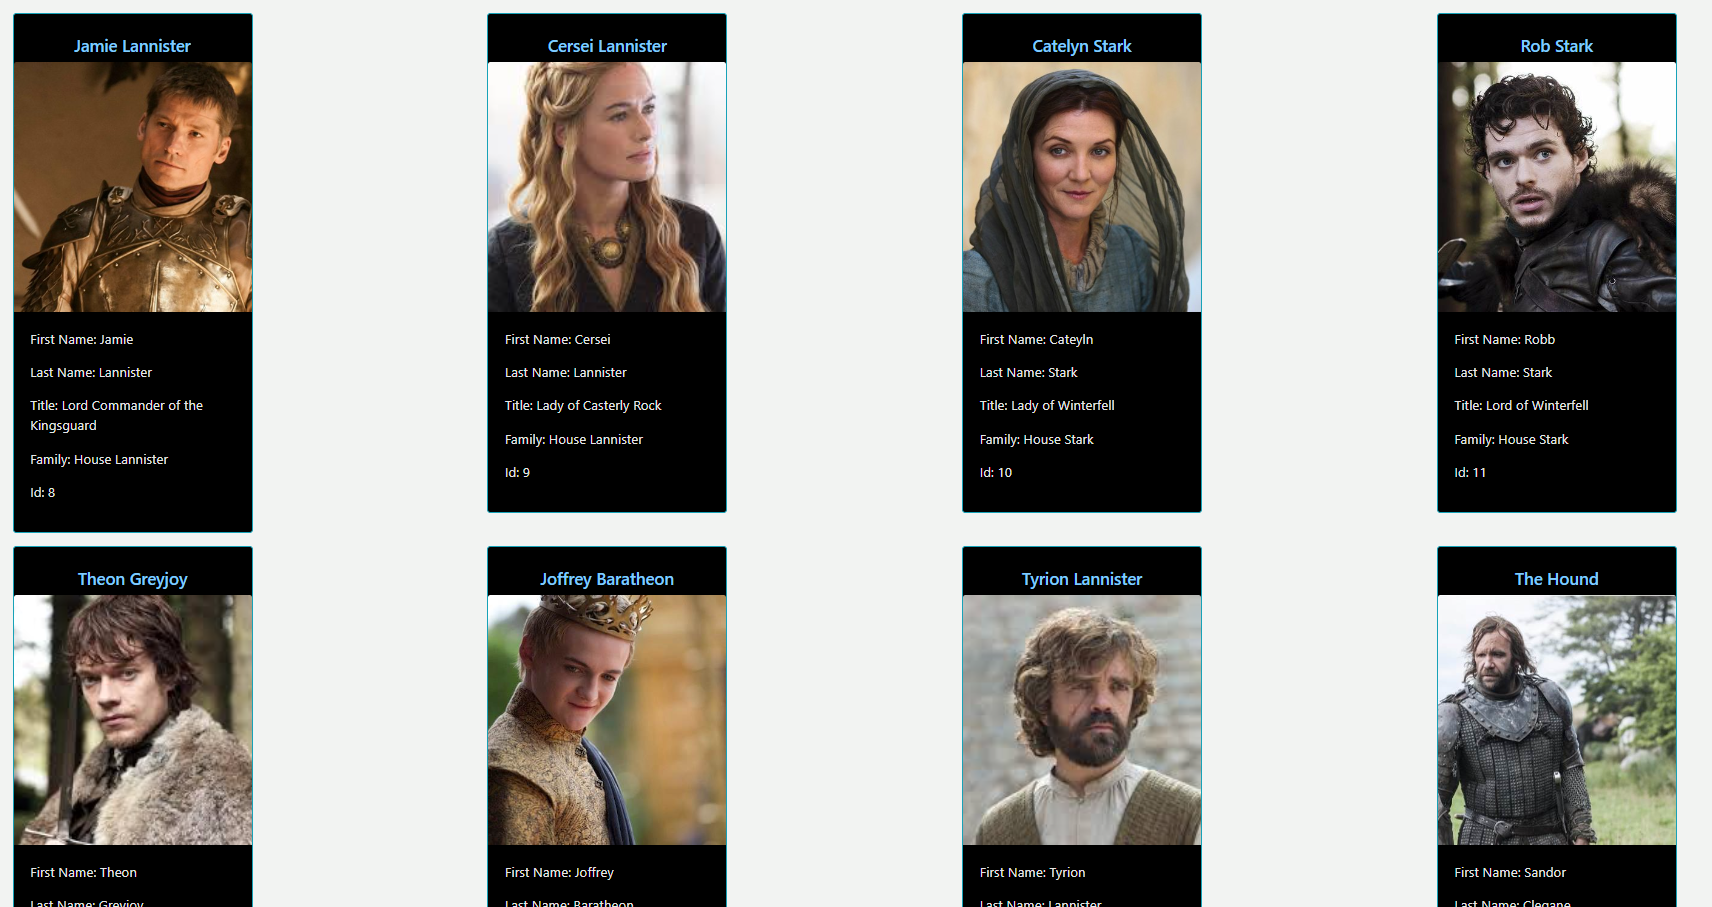 Jamie Lannister
First Name: Jamie
Last Name: Lannister
Title: Lord Commander of the
Kingsguard
Family: House Lannister
Id: 8
Cersei Lannister
First Name: Cersei
Last Name: Lannister
Title: Lady of Casterly Rock
Family: House Lannister
Id: 9
Catelyn Stark
First Name: Cateyln
Last Name: Stark
Title: Lady of Winterfell
Family: House Stark
Id: 10
Rob Stark
First Name: Robb
Last Name: Stark
Title: Lord of Winterfell
Family: House Stark
Id: 11
Theon Greyjoy
First Name: Theon
Last Name: Greyjoy
Joffrey Baratheon
First Name: Joffrey
Last Name: Baratheon
Tyrion Lannister
First Name: Tyrion
Last Name: Lannister
The Hound
First Name: Sandor
Last Name: Clegane